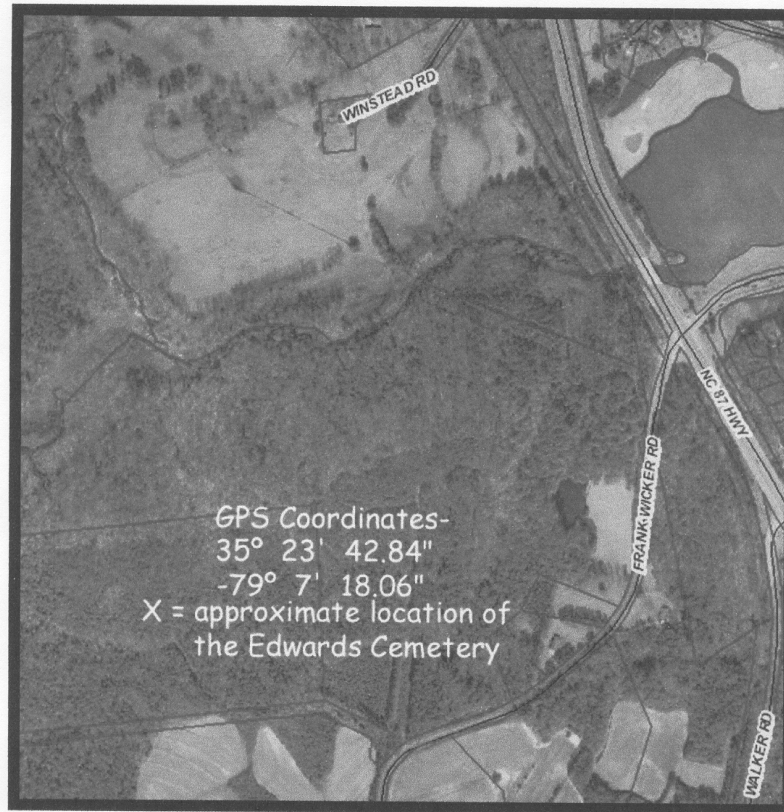 WINSTEAD RD
NC 87 HWY
FRANK WICKER RD
GPS Coordinates-
35° 23' 42.84"
-79° 7' 18.06"
X = approximate location of
the Edwards Cemetery
WALKER RD